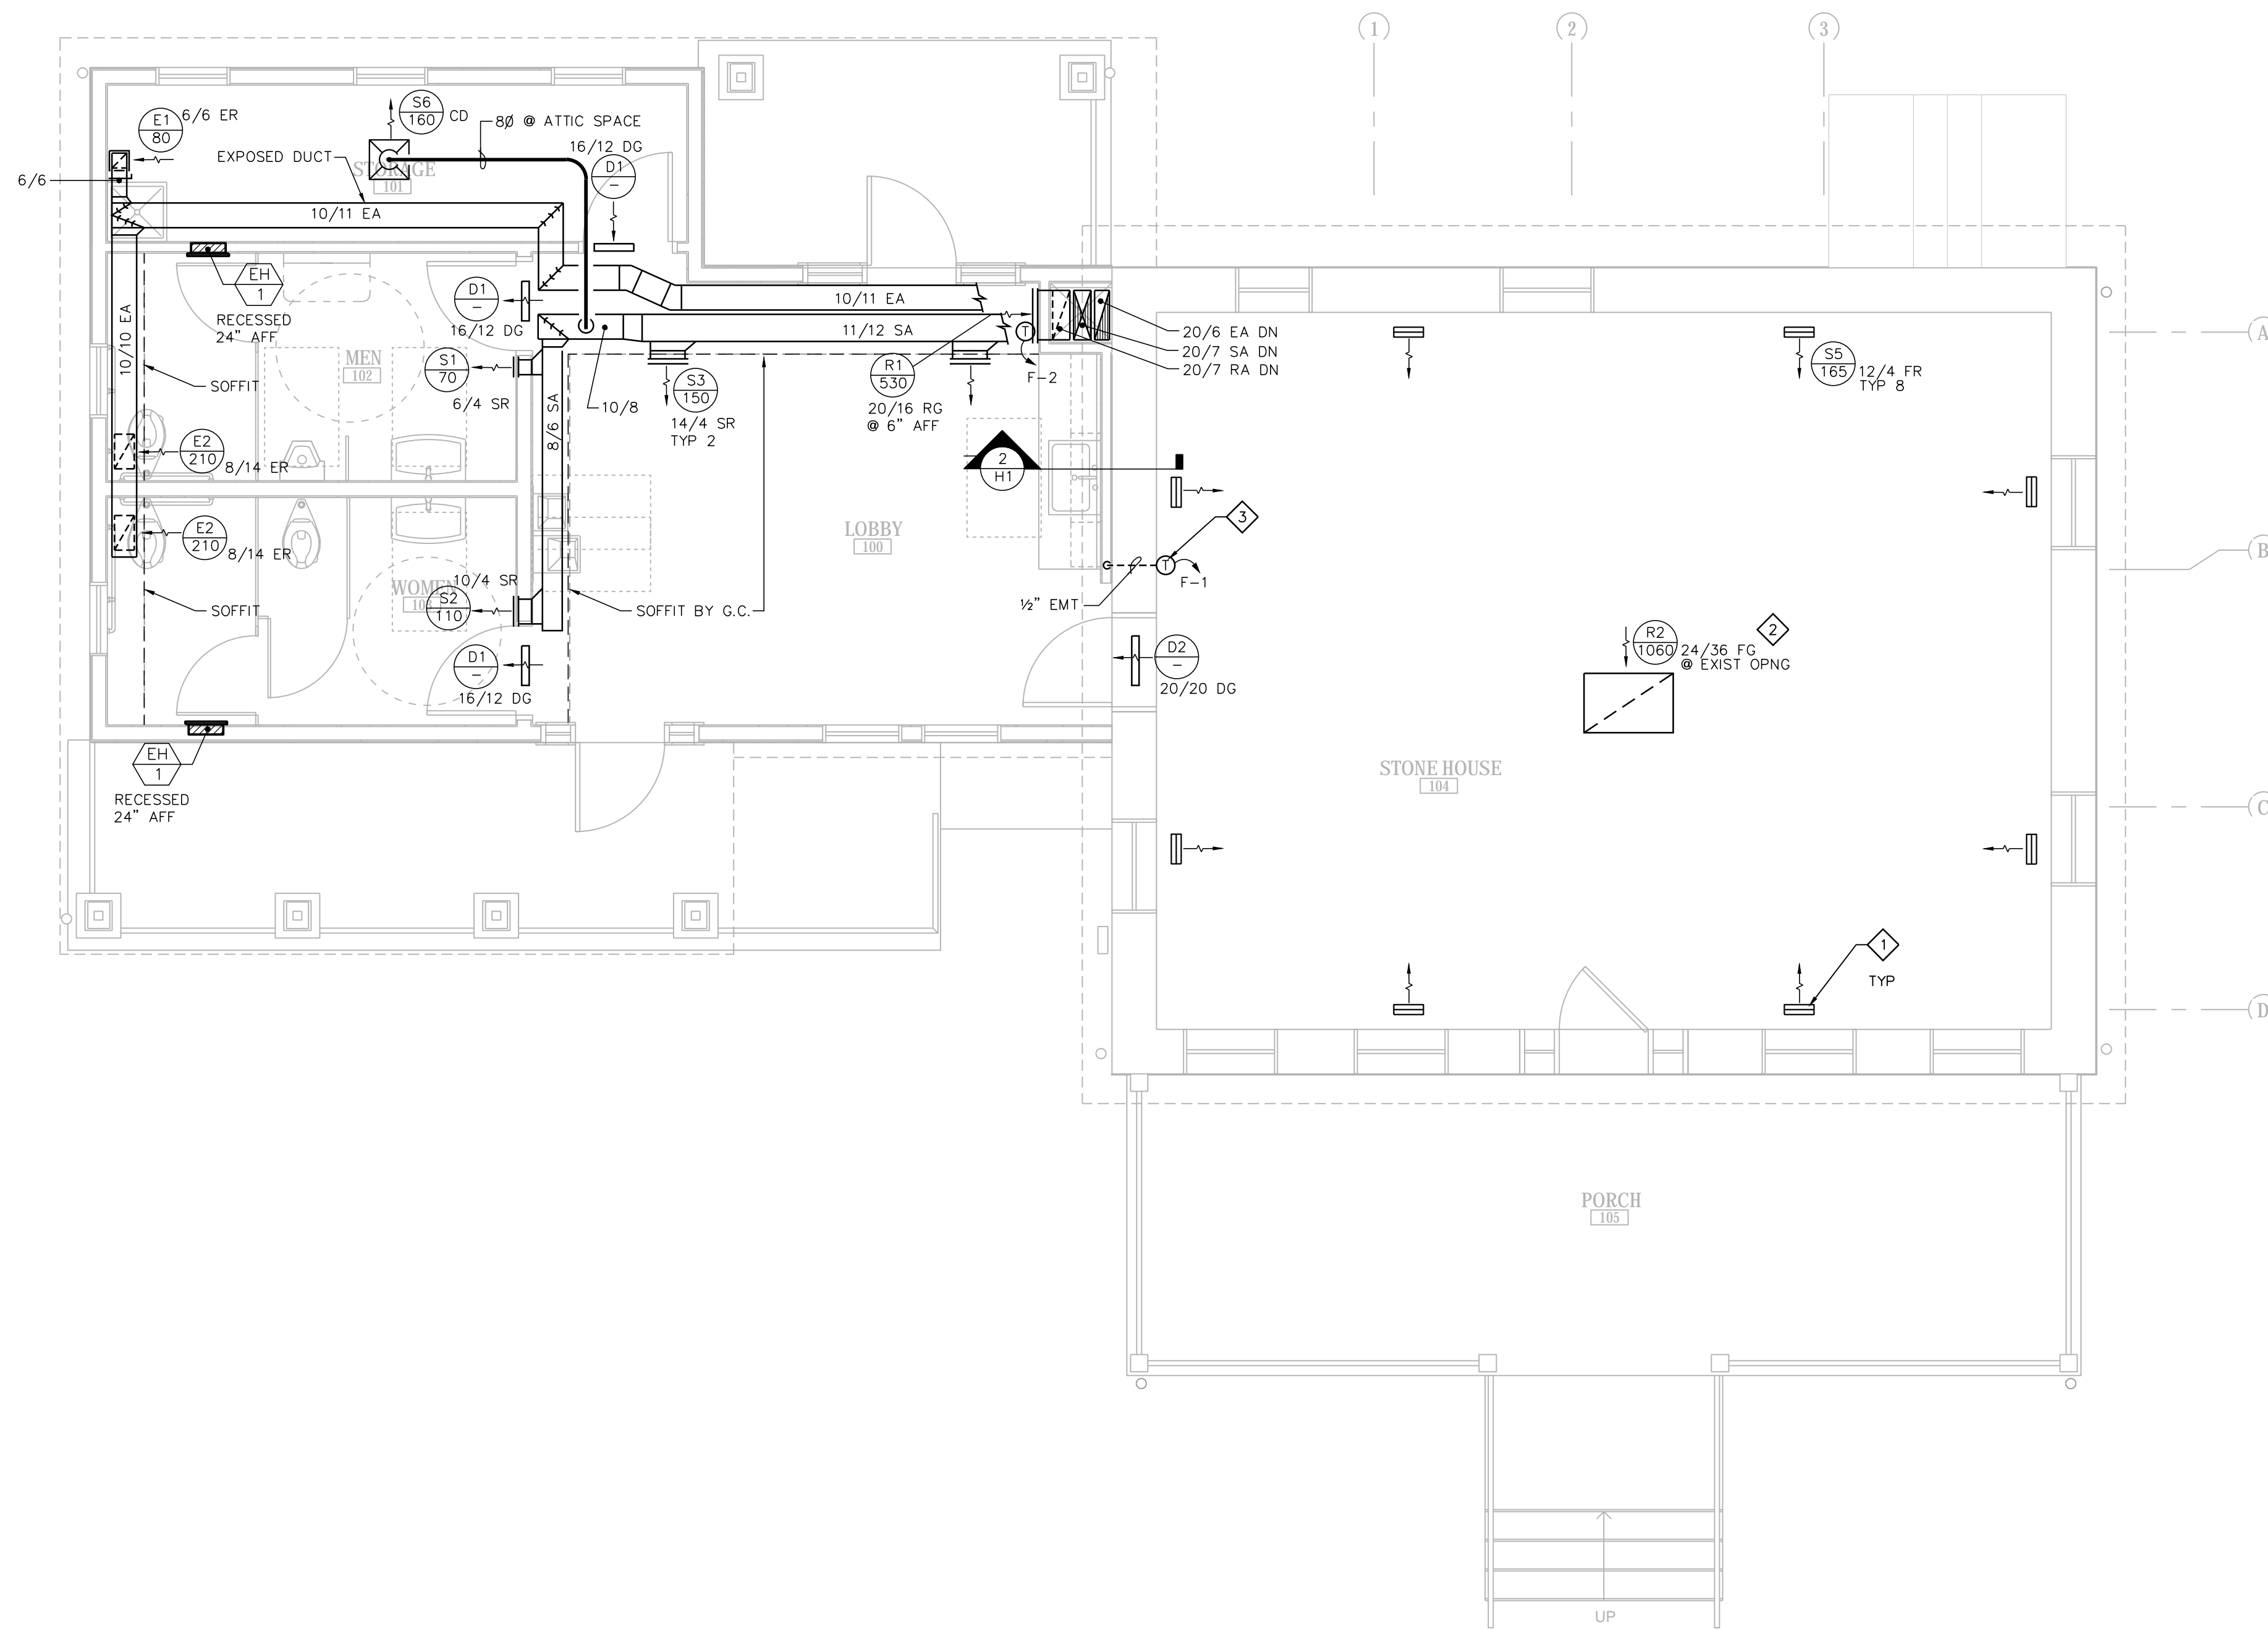 1
2
3
S6
160
CD
E1
80
6/6 ER
8Ø @ ATTIC SPACE
16/12 DG
EXPOSED DUCT
D1
–
STORAGE
101
6/6
10/11 EA
EH
1
RECESSED
24" AFF
D1
–
16/12 DG
10/11 EA
11/12 SA
20/6 EA DN
20/7 SA DN
20/7 RA DN
A
10/10 EA
MEN
102
SOFFIT
S1
70
6/4 SR
S3
150
14/4 SR
TYP 2
10/8
8/6 SA
R1
530
20/16 RG
@ 6" AFF
T
F-2
S5
165
12/4 FR
TYP 8
E2
210
8/14 ER
2
H1
E2
210
8/14 ER
LOBBY
100
3
B
T
F-1
½" EMT
10/4 SR
WOMEN
S2
110
SOFFIT
SOFFIT BY G.C.
D1
–
16/12 DG
D2
–
20/20 DG
R2
1060
24/36 FG
@ EXIST OPNG
2
EH
1
RECESSED
24" AFF
STONE HOUSE
104
C
1
TYP
D
PORCH
105
UP